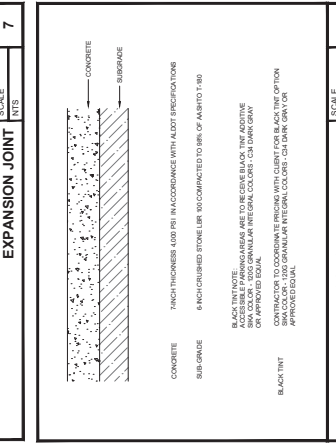 EXPANSION JOINT
SCALE
NTS
7
CONCRETE
SUBGRADE
CONCRETE 7-INCH THICKNESS 4,000 PSI IN ACCORDANCE WITH ALDOT SPECIFICATIONS
SUB-GRADE 6-INCH CRUSHED STONE LBR 100 COMPACTED TO 98% OF AASHTO T-180
BLACK TINT NOTE:
ACCESSIBLE PARKING AREAS ARE TO RECEIVE BLACK TINT ADDITIVE
SIKA COLOR - 120G GRANULAR INTEGRAL COLORS - C34 DARK GRAY
OR APPROVED EQUAL
BLACK TINT CONTRACTOR TO COORDINATE PRICING WITH CLIENT FOR BLACK TINT OPTION
SIKA COLOR - 120G GRANULAR INTEGRAL COLORS - C34 DARK GRAY OR
APPROVED EQUAL
SCALE